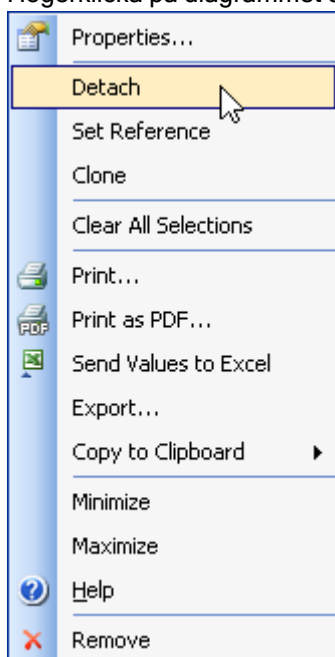 Högerklicka på diagrammet
Properties...
Detach
Set Reference
Clone
Clear All Selections
Print...
PDF
Print as PDF...
Send Values to Excel
Export...
Copy to Clipboard
Minimize
Maximize
Help
Remove